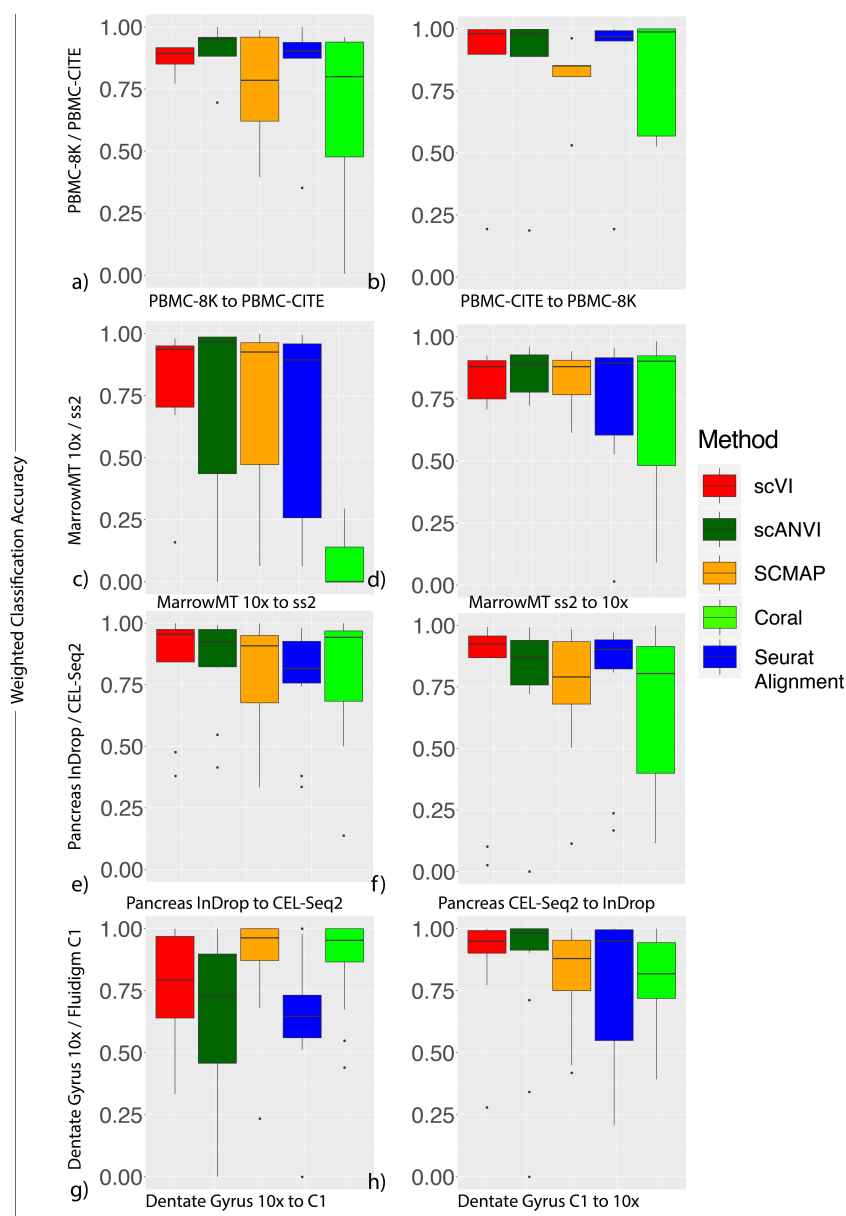 Weighted Classification Accuracy
PBMC-8K / PBMC-CITE
1.00
0.75
0.50
0.25
0.00
a)
PBMC-8K to PBMC-CITE
1.00
0.75
0.50
0.25
0.00
b)
PBMC-CITE to PBMC-8K
MarrowMT 10x / ss2
1.00
0.75
0.50
0.25
0.00
c)
MarrowMT 10x to ss2
1.00
0.75
0.50
0.25
0.00
d)
MarrowMT ss2 to 10x
Method
scVI
scANVI
SCMAP
Coral
Seurat
Alignment
Pancreas InDrop / CEL-Seq2
1.00
0.75
0.50
0.25
0.00
e)
Pancreas InDrop to CEL-Seq2
1.00
0.75
0.50
0.25
0.00
f)
Pancreas CEL-Seq2 to InDrop
Dentate Gyrus 10x / Fluidigm C1
1.00
0.75
0.50
0.25
0.00
g)
Dentate Gyrus 10x to C1
1.00
0.75
0.50
0.25
0.00
h)
Dentate Gyrus C1 to 10x